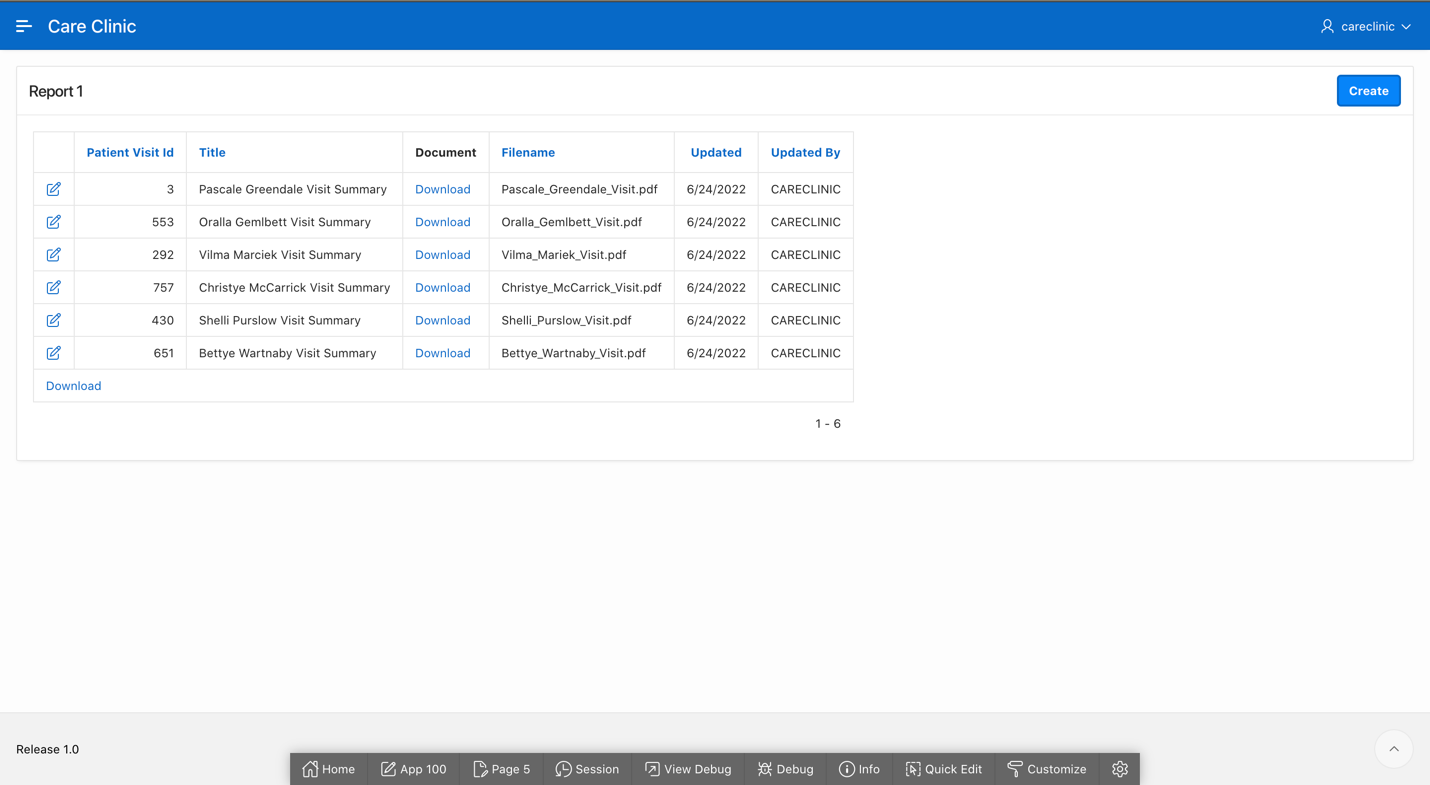 Care Clinic careclinic
Report 1 Create
Patient Visit Id Title Document Filename Updated Updated By
3 Pascale Greendale Visit Summary Download Pascale_Greendale_Visit.pdf 6/24/2022 CARECLINIC
553 Oralla Gemlbett Visit Summary Download Oralla_Gemlbett_Visit.pdf 6/24/2022 CARECLINIC
292 Vilma Marciek Visit Summary Download Vilma_Mariek_Visit.pdf 6/24/2022 CARECLINIC
757 Christye McCarrick Visit Summary Download Christye_McCarrick_Visit.pdf 6/24/2022 CARECLINIC
430 Shelli Purslow Visit Summary Download Shelli_Purslow_Visit.pdf 6/24/2022 CARECLINIC
651 Bettye Wartnaby Visit Summary Download Bettye_Wartnaby_Visit.pdf 6/24/2022 CARECLINIC
Download
1 - 6
Release 1.0
Home App 100 Page 5 Session View Debug Debug Info Quick Edit Customize